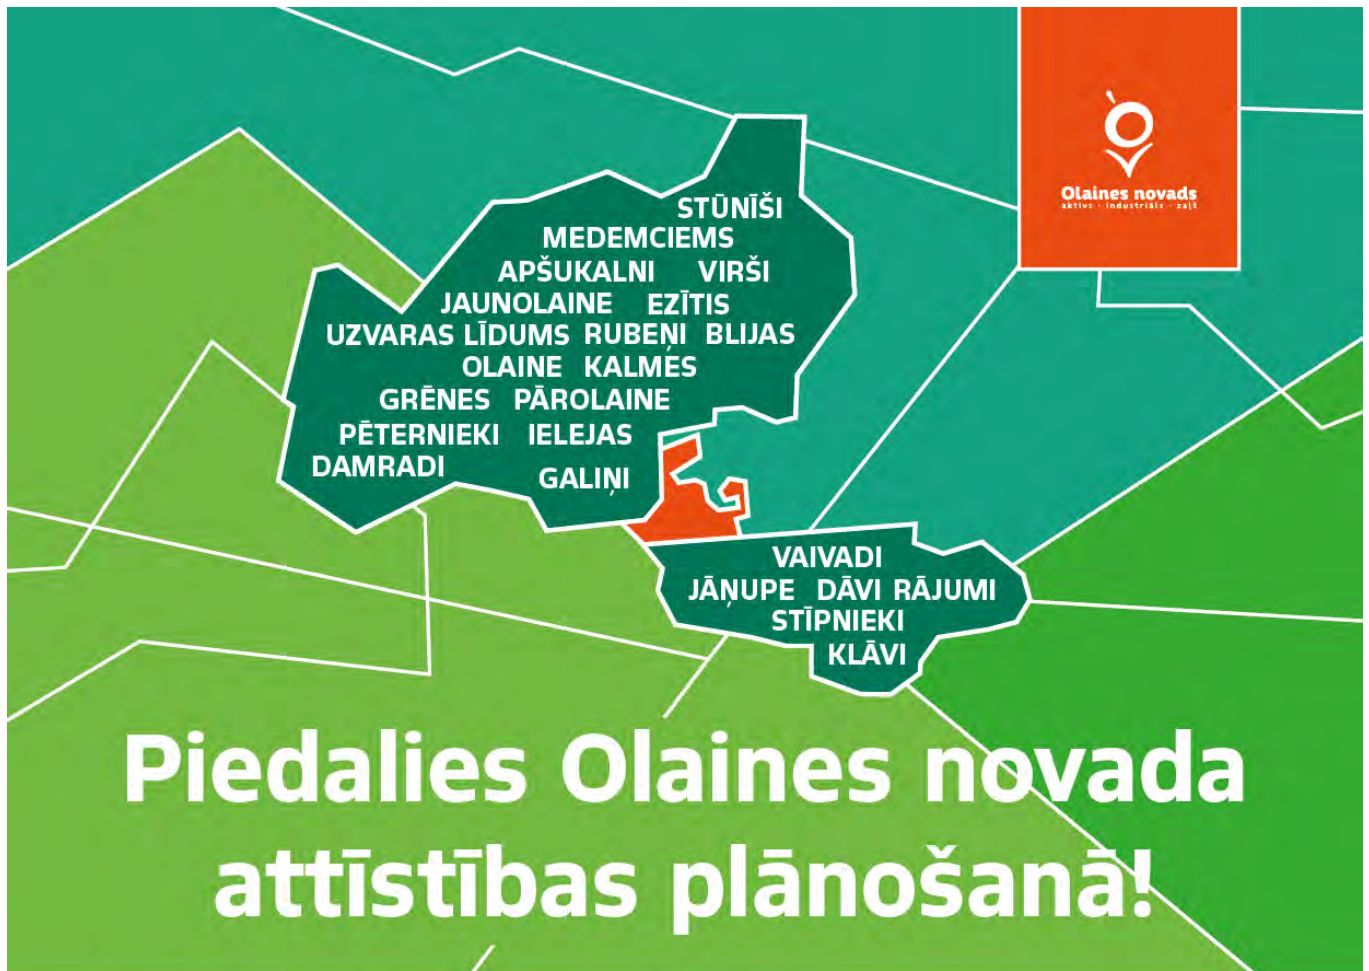 Olaines novads
aktīvs · industriāls · zaļš
STŪNĪŠI
MEDEMCIEMS
APŠUKALNI VIRŠI
JAUNOLAINE EZĪTIS
UZVARAS LĪDUMS RUBEŅI BLIJAS
OLAINE KALMES
GRĒNES PĀROLAINE
PĒTERNIEKI IELEJAS
DAMRADI
GALIŅI
VAIVADI
JĀŅUPE DĀVI RĀJUMI
STĪPNIEKI
KLĀVI
Piedalies Olaines novada
attīstības plānošanā!